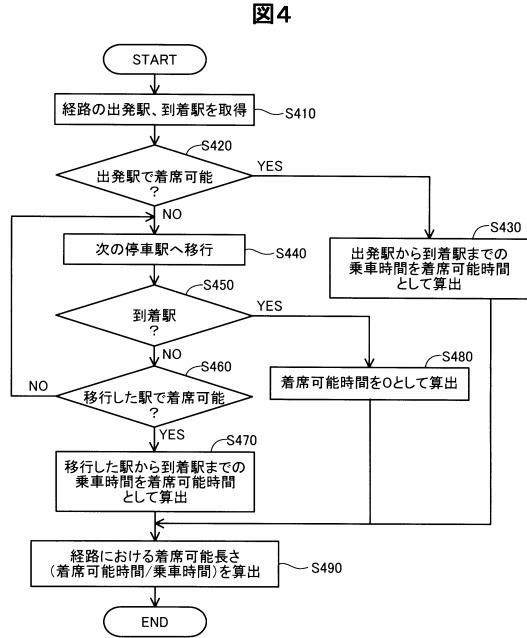 図4
START
経路の出発駅、到着駅を取得
S410
S420
出発駅で着席可能
?
YES
NO
S430
出発駅から到着駅までの
乗車時間を着席可能時間
として算出
次の停車駅へ移行
S440
S450
到着駅
?
YES
NO
S460
移行した駅で着席可能
?
NO
YES
S480
着席可能時間を0として算出
S470
移行した駅から到着駅までの
乗車時間を着席可能時間
として算出
経路における着席可能長さ
(着席可能時間/乗車時間)を算出
S490
END